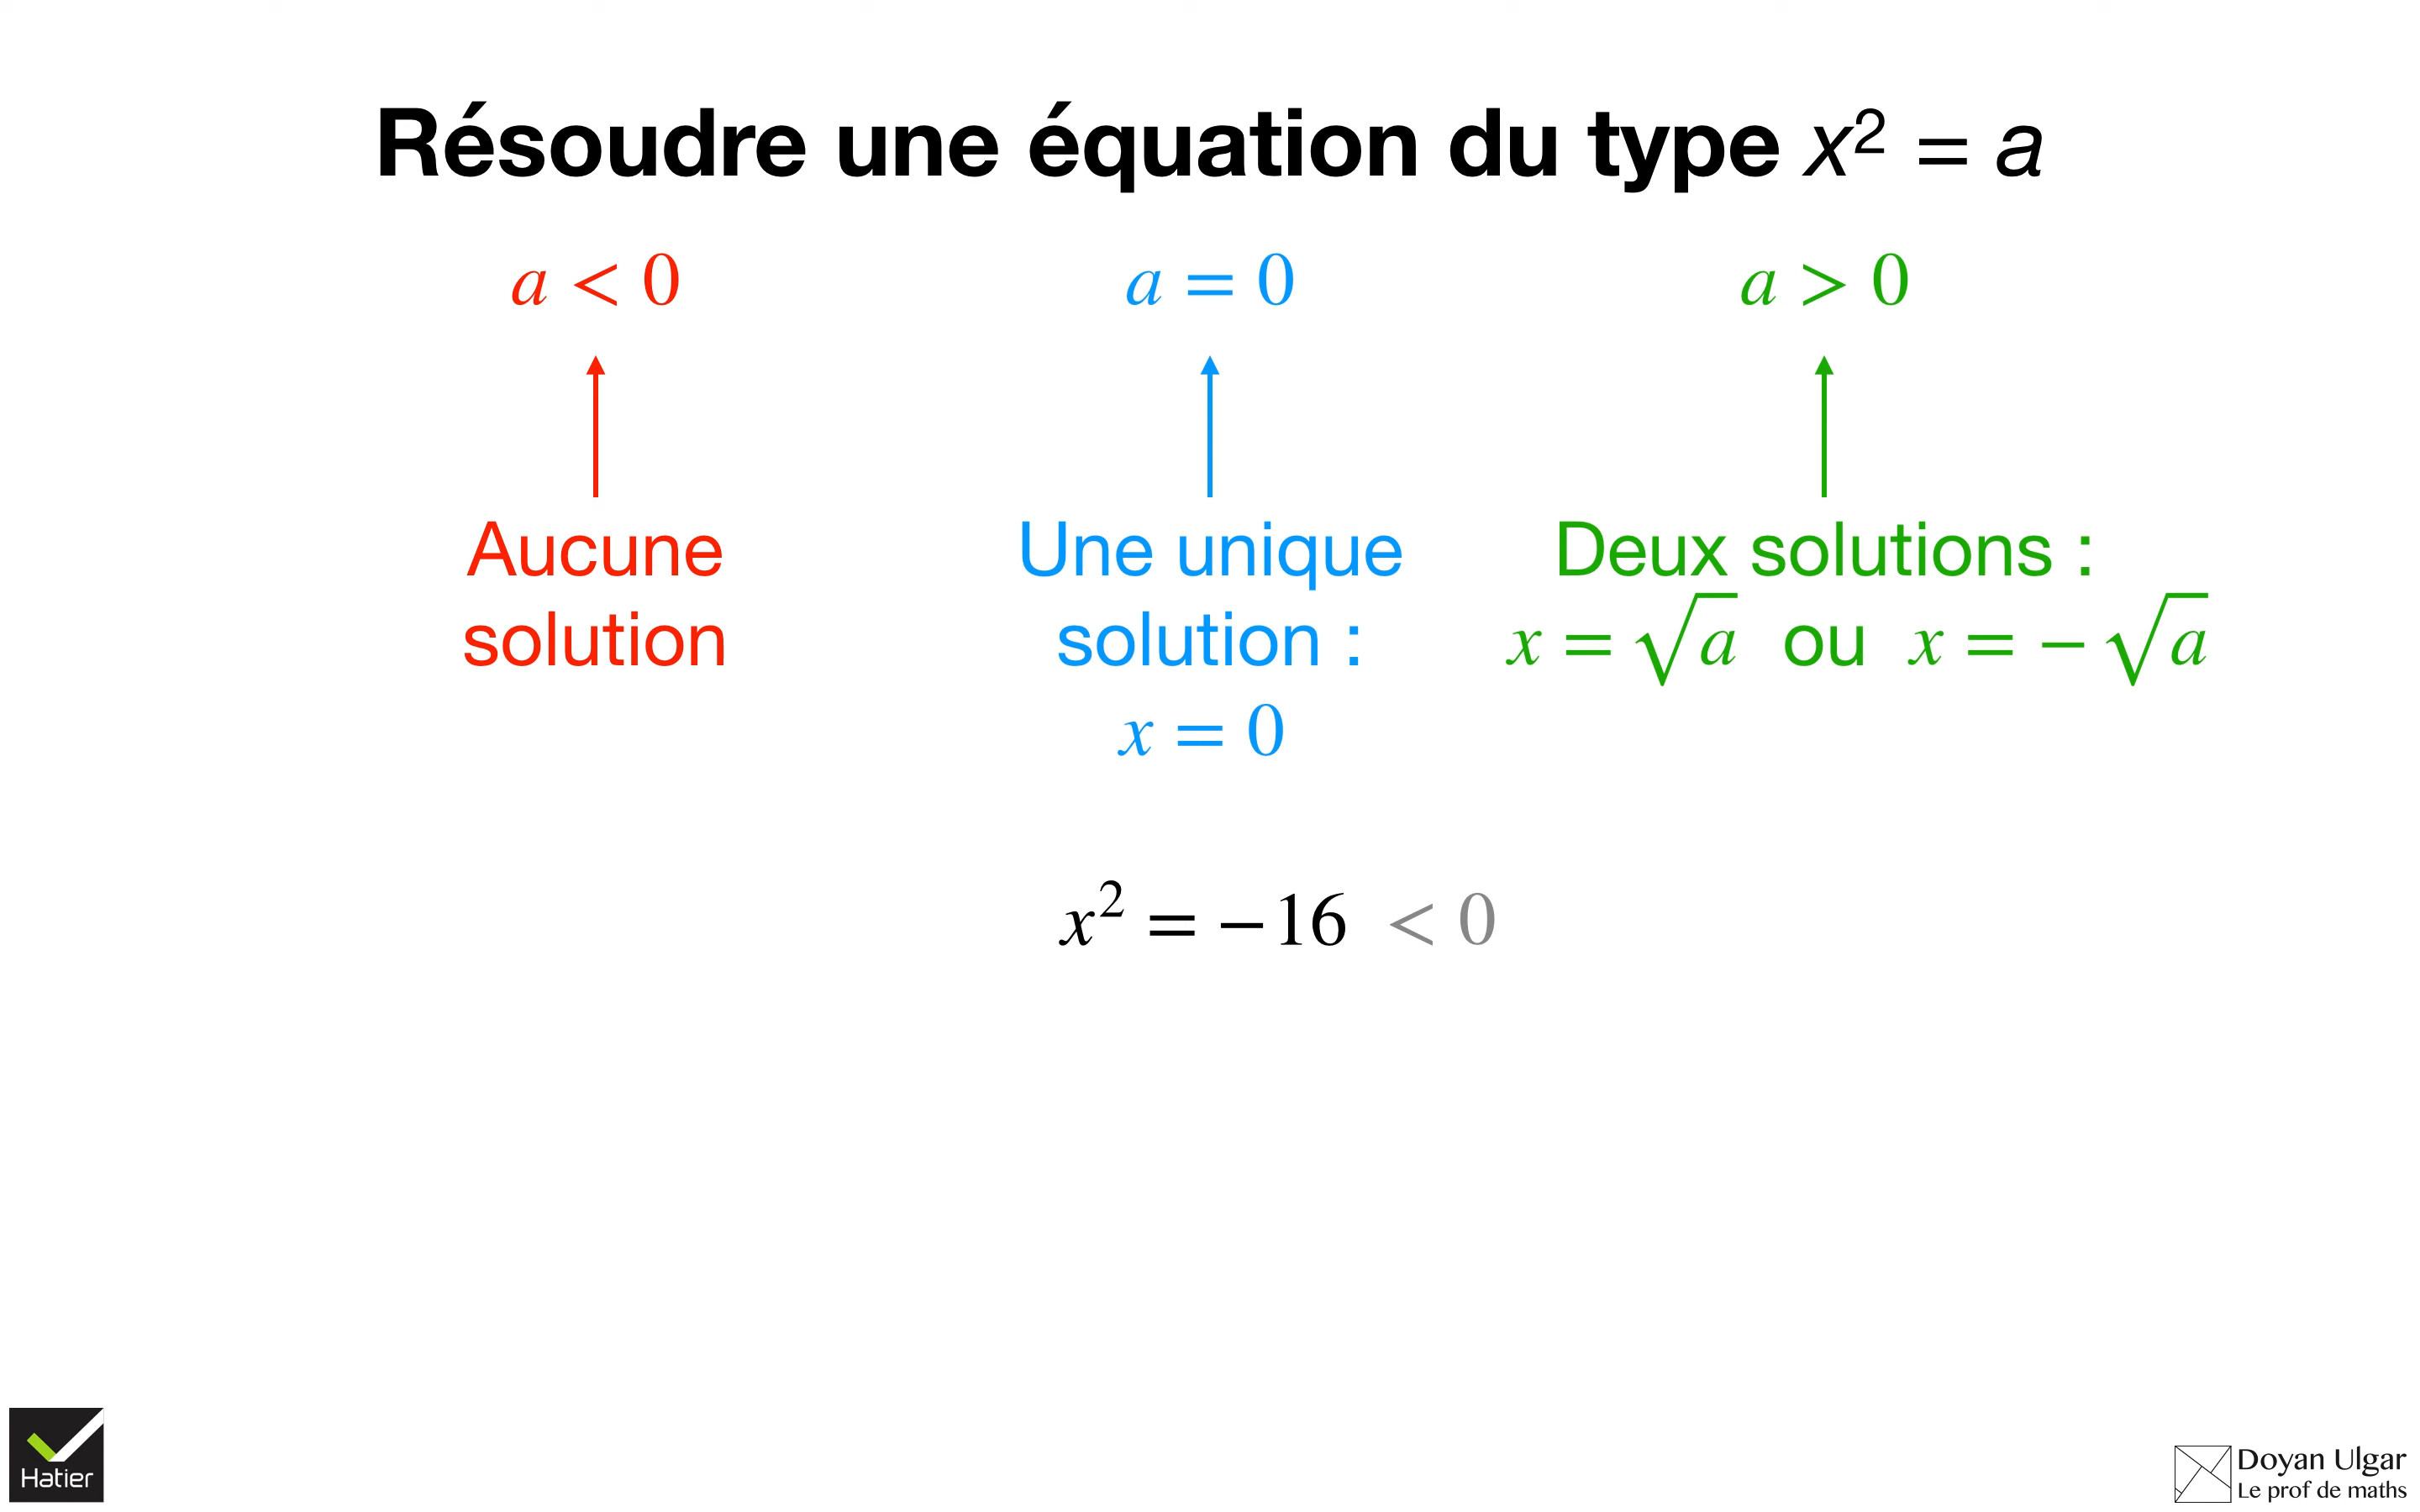 Résoudre une équation du type x² = a
a < 0
a = 0
a > 0
Aucune
solution
Une unique
solution :
x = 0
Deux solutions :
x = √a ou x = − √a
x² = −16 < 0
Hatier
Doyan Ulgar
Le prof de maths